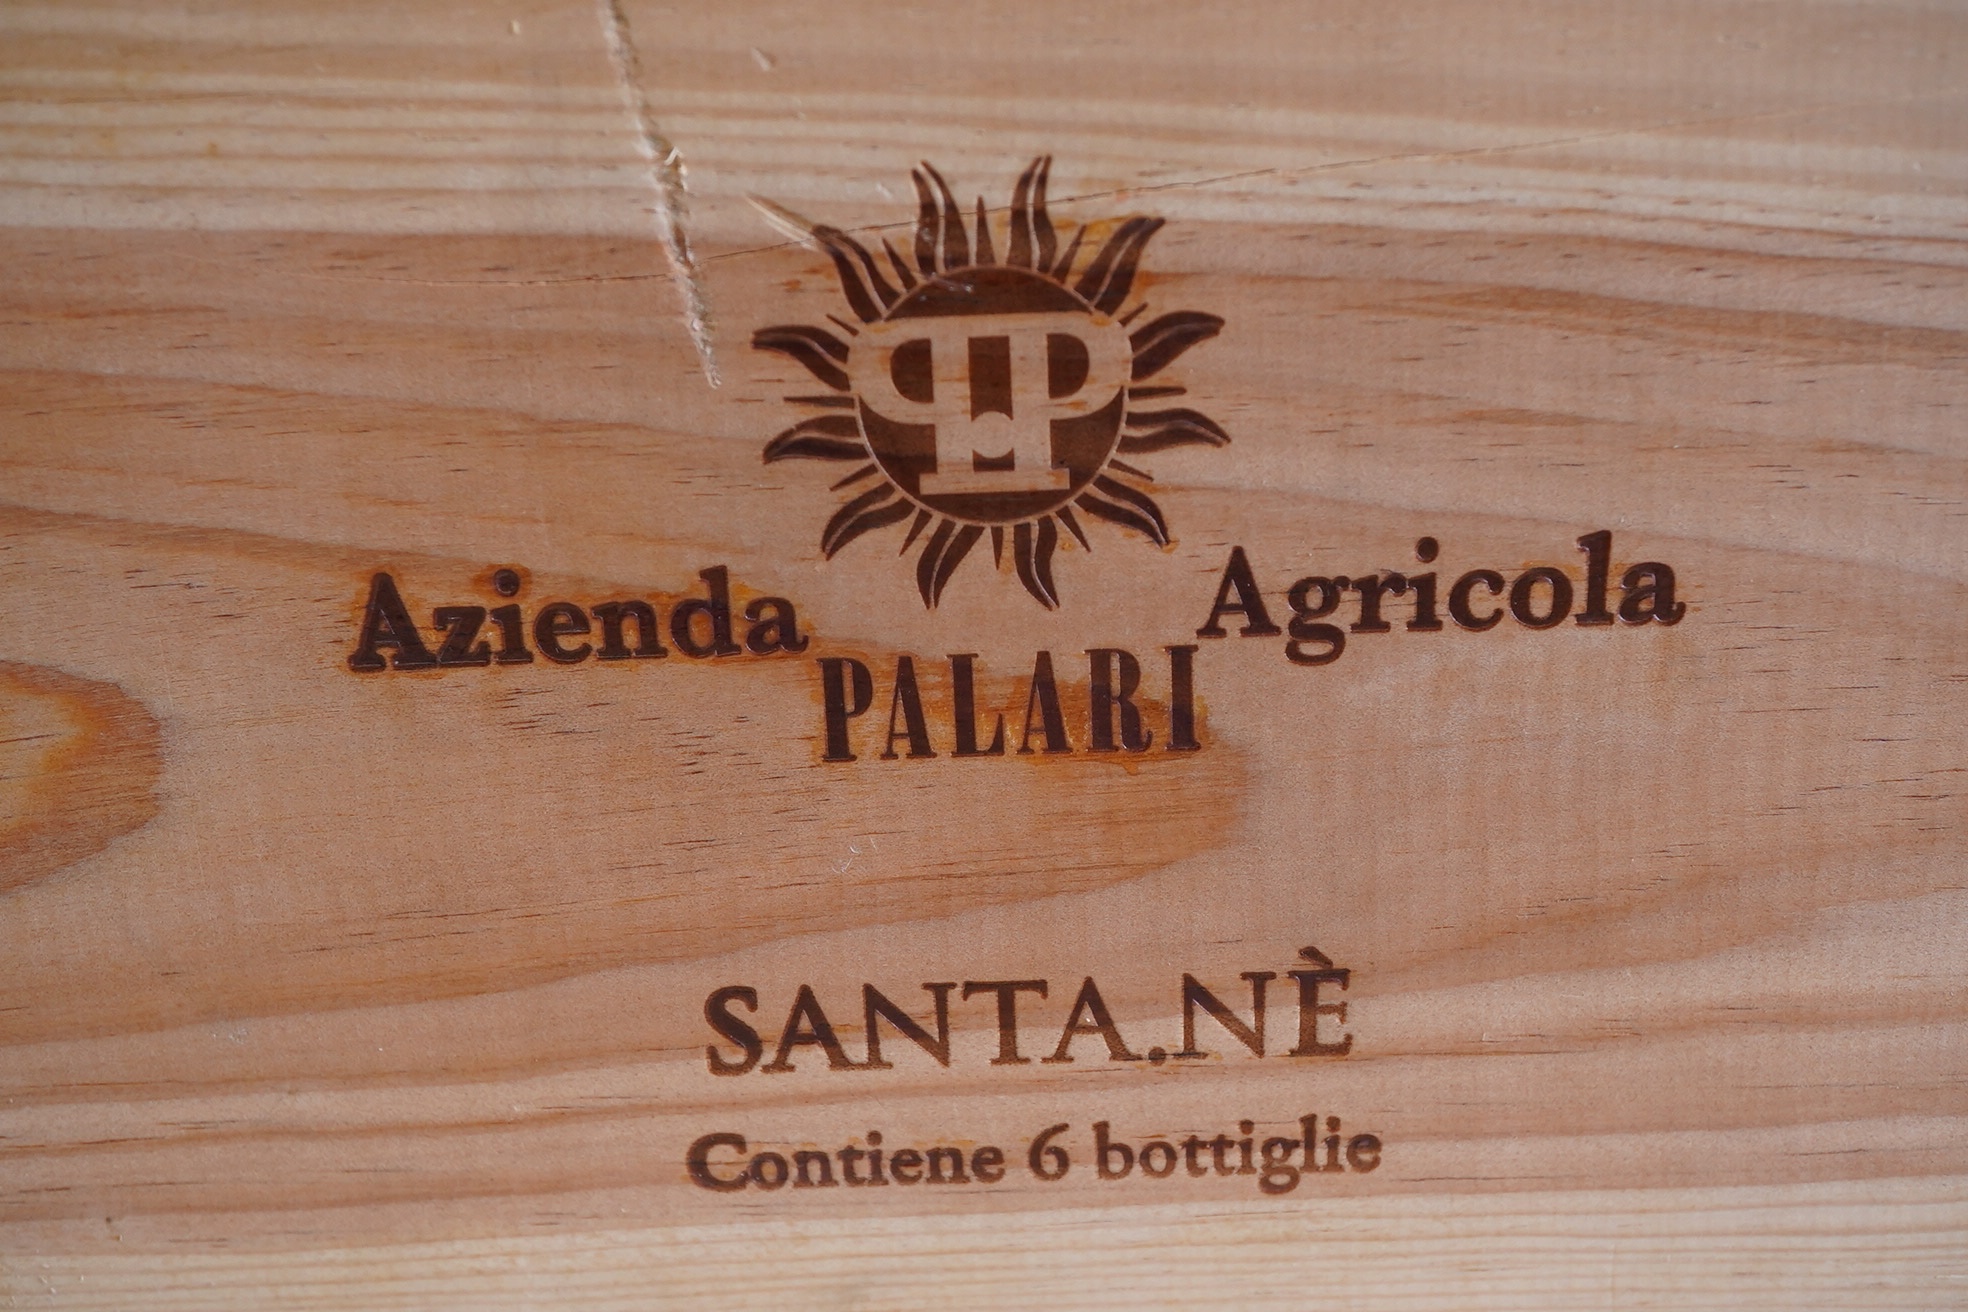 Azienda Agricola
PALARI
SANTA.NÈ
Contiene 6 bottiglie